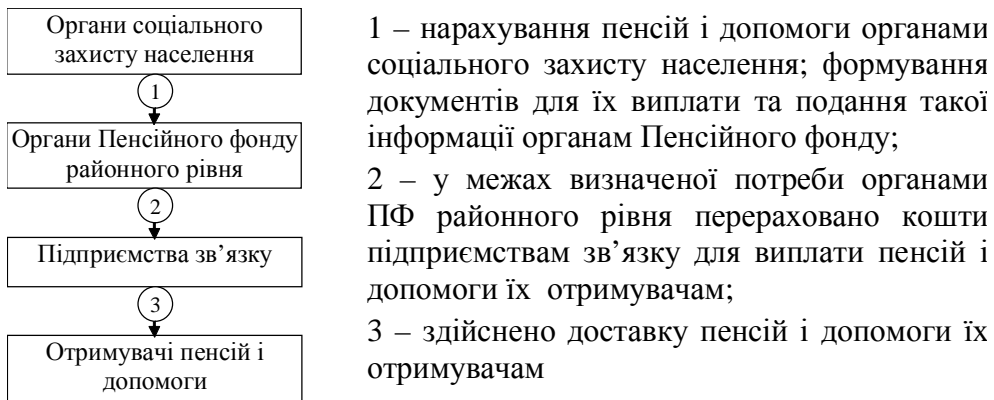 Органи соціального
захисту населення
1
Органи Пенсійного фонду
районного рівня
2
Підприємства зв’язку
3
Отримувачі пенсій і
допомоги
1 – нарахування пенсій і допомоги органами
соціального захисту населення; формування
документів для їх виплати та подання такої
інформації органам Пенсійного фонду;
2 – у межах визначеної потреби органами
ПФ районного рівня перераховано кошти
підприємствам зв’язку для виплати пенсій і
допомоги їх отримувачам;
3 – здійснено доставку пенсій і допомоги їх
отримувачам